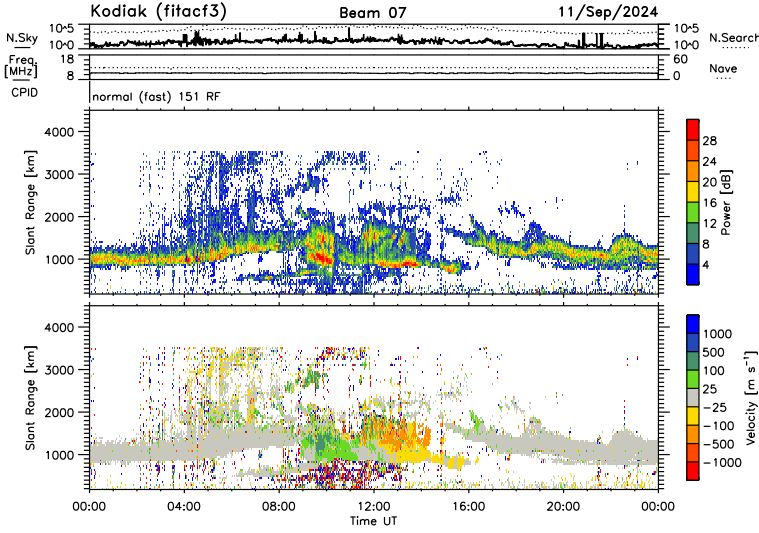 Kodiak (fitacf3) Beam 07 11/Sep/2024
N.Sky 10^5 10^0 10^5 10^0 N.Search
Freq. [MHz] 18 8 60 0 Nave
CPID normal (fast) 151 RF
Slant Range [km] 4000 3000 2000 1000
Power [dB] 28 24 20 16 12 8 4
Slant Range [km] 4000 3000 2000 1000
Velocity [m s⁻¹] 1000 500 100 25 −25 −100 −500 −1000
00:00 04:00 08:00 12:00 16:00 20:00 00:00
Time UT